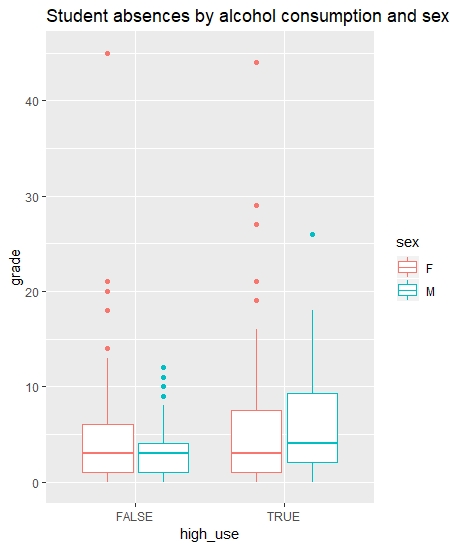 Student absences by alcohol consumption and sex
40
30
20
10
0
grade
FALSE
TRUE
high_use
sex
F
M